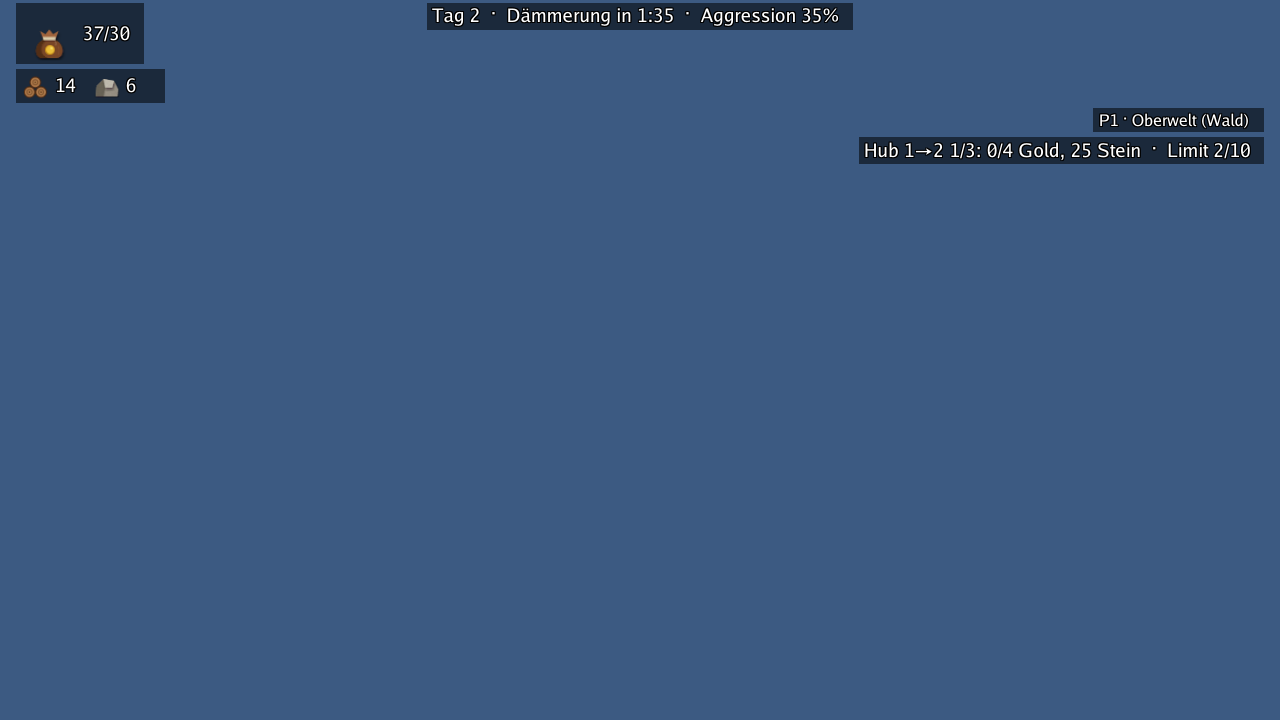 37/30
Tag 2 · Dämmerung in 1:35 · Aggression 35%
14 6
P1 · Oberwelt (Wald)
Hub 1→2 1/3: 0/4 Gold, 25 Stein · Limit 2/10